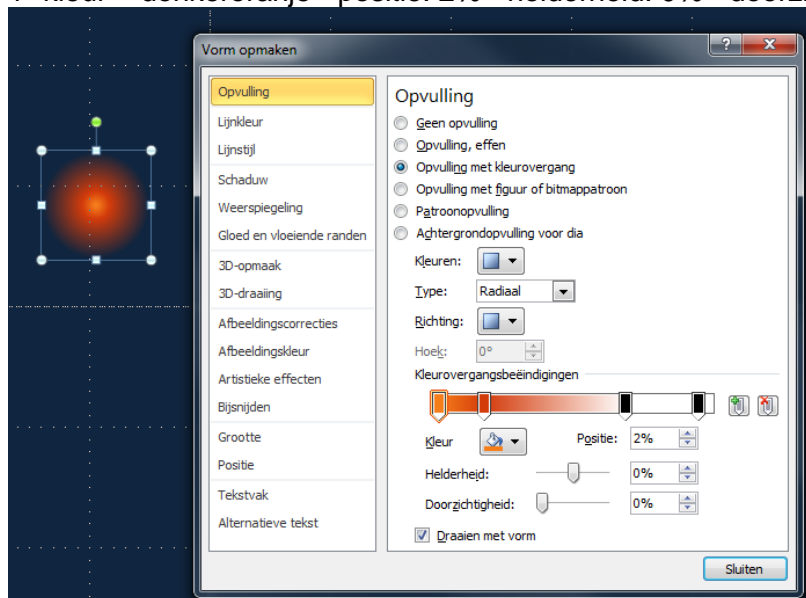 Vorm opmaken
Opvulling
Lijnkleur
Lijnstijl
Schaduw
Weerspiegeling
Gloed en vloeiende randen
3D-opmaak
3D-draaiing
Afbeeldingscorrecties
Afbeeldingskleur
Artistieke effecten
Bijsnijden
Grootte
Positie
Tekstvak
Alternatieve tekst
Opvulling
Geen opvulling
Opvulling, effen
Opvulling met kleurovergang
Opvulling met figuur of bitmappatroon
Patroonopvulling
Achtergrondopvulling voor dia
Kleuren:
Type: Radiaal
Richting:
Hoek: 0°
Kleurovergangsbeëindigingen
Kleur Positie: 2%
Helderheid: 0%
Doorzichtigheid: 0%
Draaien met vorm
Sluiten